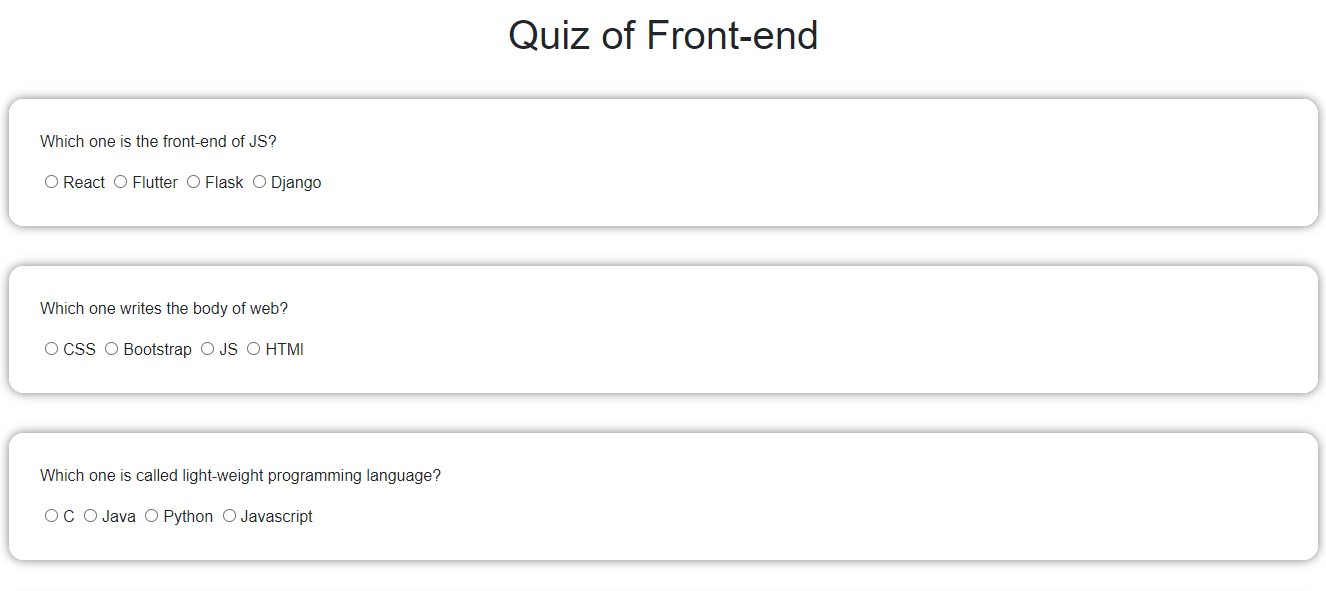 Quiz of Front-end
Which one is the front-end of JS?
React Flutter Flask Django
Which one writes the body of web?
CSS Bootstrap JS HTMl
Which one is called light-weight programming language?
C Java Python Javascript